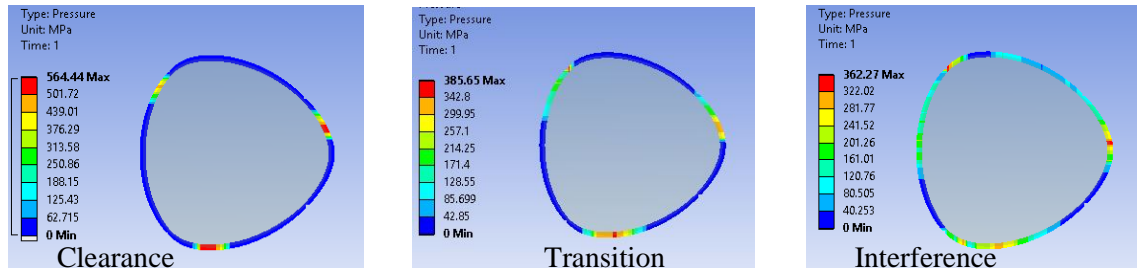 Type: Pressure
Unit: MPa
Time: 1
564.44 Max
501.72
439.01
376.29
313.58
250.86
188.15
125.43
62.715
0 Min
Clearance
Type: Pressure
Unit: MPa
Time: 1
385.65 Max
342.8
299.95
257.1
214.25
171.4
128.55
85.699
42.85
0 Min
Transition
Type: Pressure
Unit: MPa
Time: 1
362.27 Max
322.02
281.77
241.52
201.26
161.01
120.76
80.505
40.253
0 Min
Interference